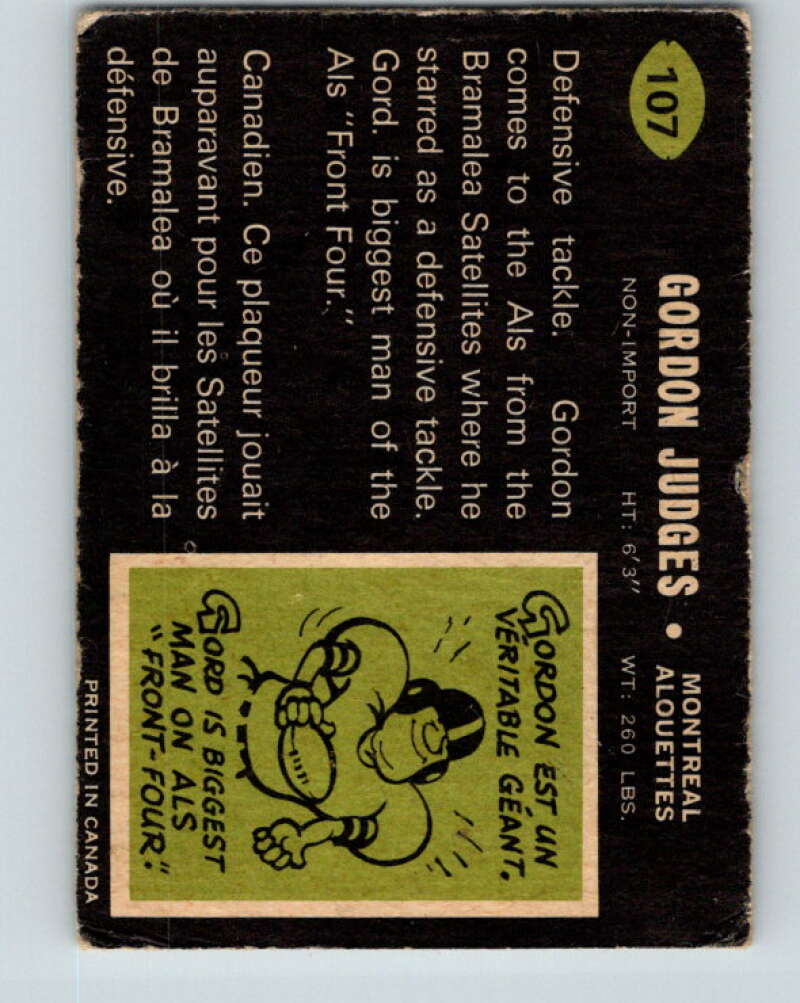 107
GORDON JUDGES • MONTREAL
ALOUETTES
NON-IMPORT HT: 6'3" WT: 260 LBS.
Defensive tackle. Gordon
comes to the Als from the
Bramalea Satellites where he
starred as a defensive tackle.
Gord. is biggest man of the
Als "Front Four."
Canadien. Ce plaqueur jouait
auparavant pour les Satellites
de Bramalea où il brilla à la
défensive.
GORDON EST UN
VÉRITABLE GÉANT.
GORD IS BIGGEST
MAN ON ALS
"FRONT-FOUR."
PRINTED IN CANADA